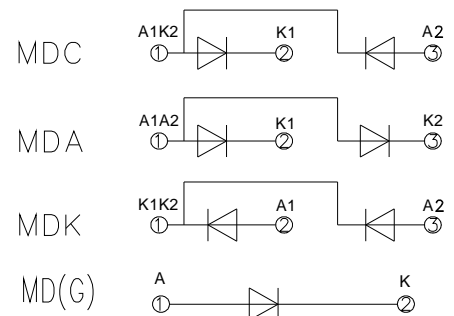 A1K2 K1 A2
MDC ① ② ③
A1A2 K1 K2
MDA ① ② ③
K1K2 A1 A2
MDK ① ② ③
A K
MD(G) ① ②